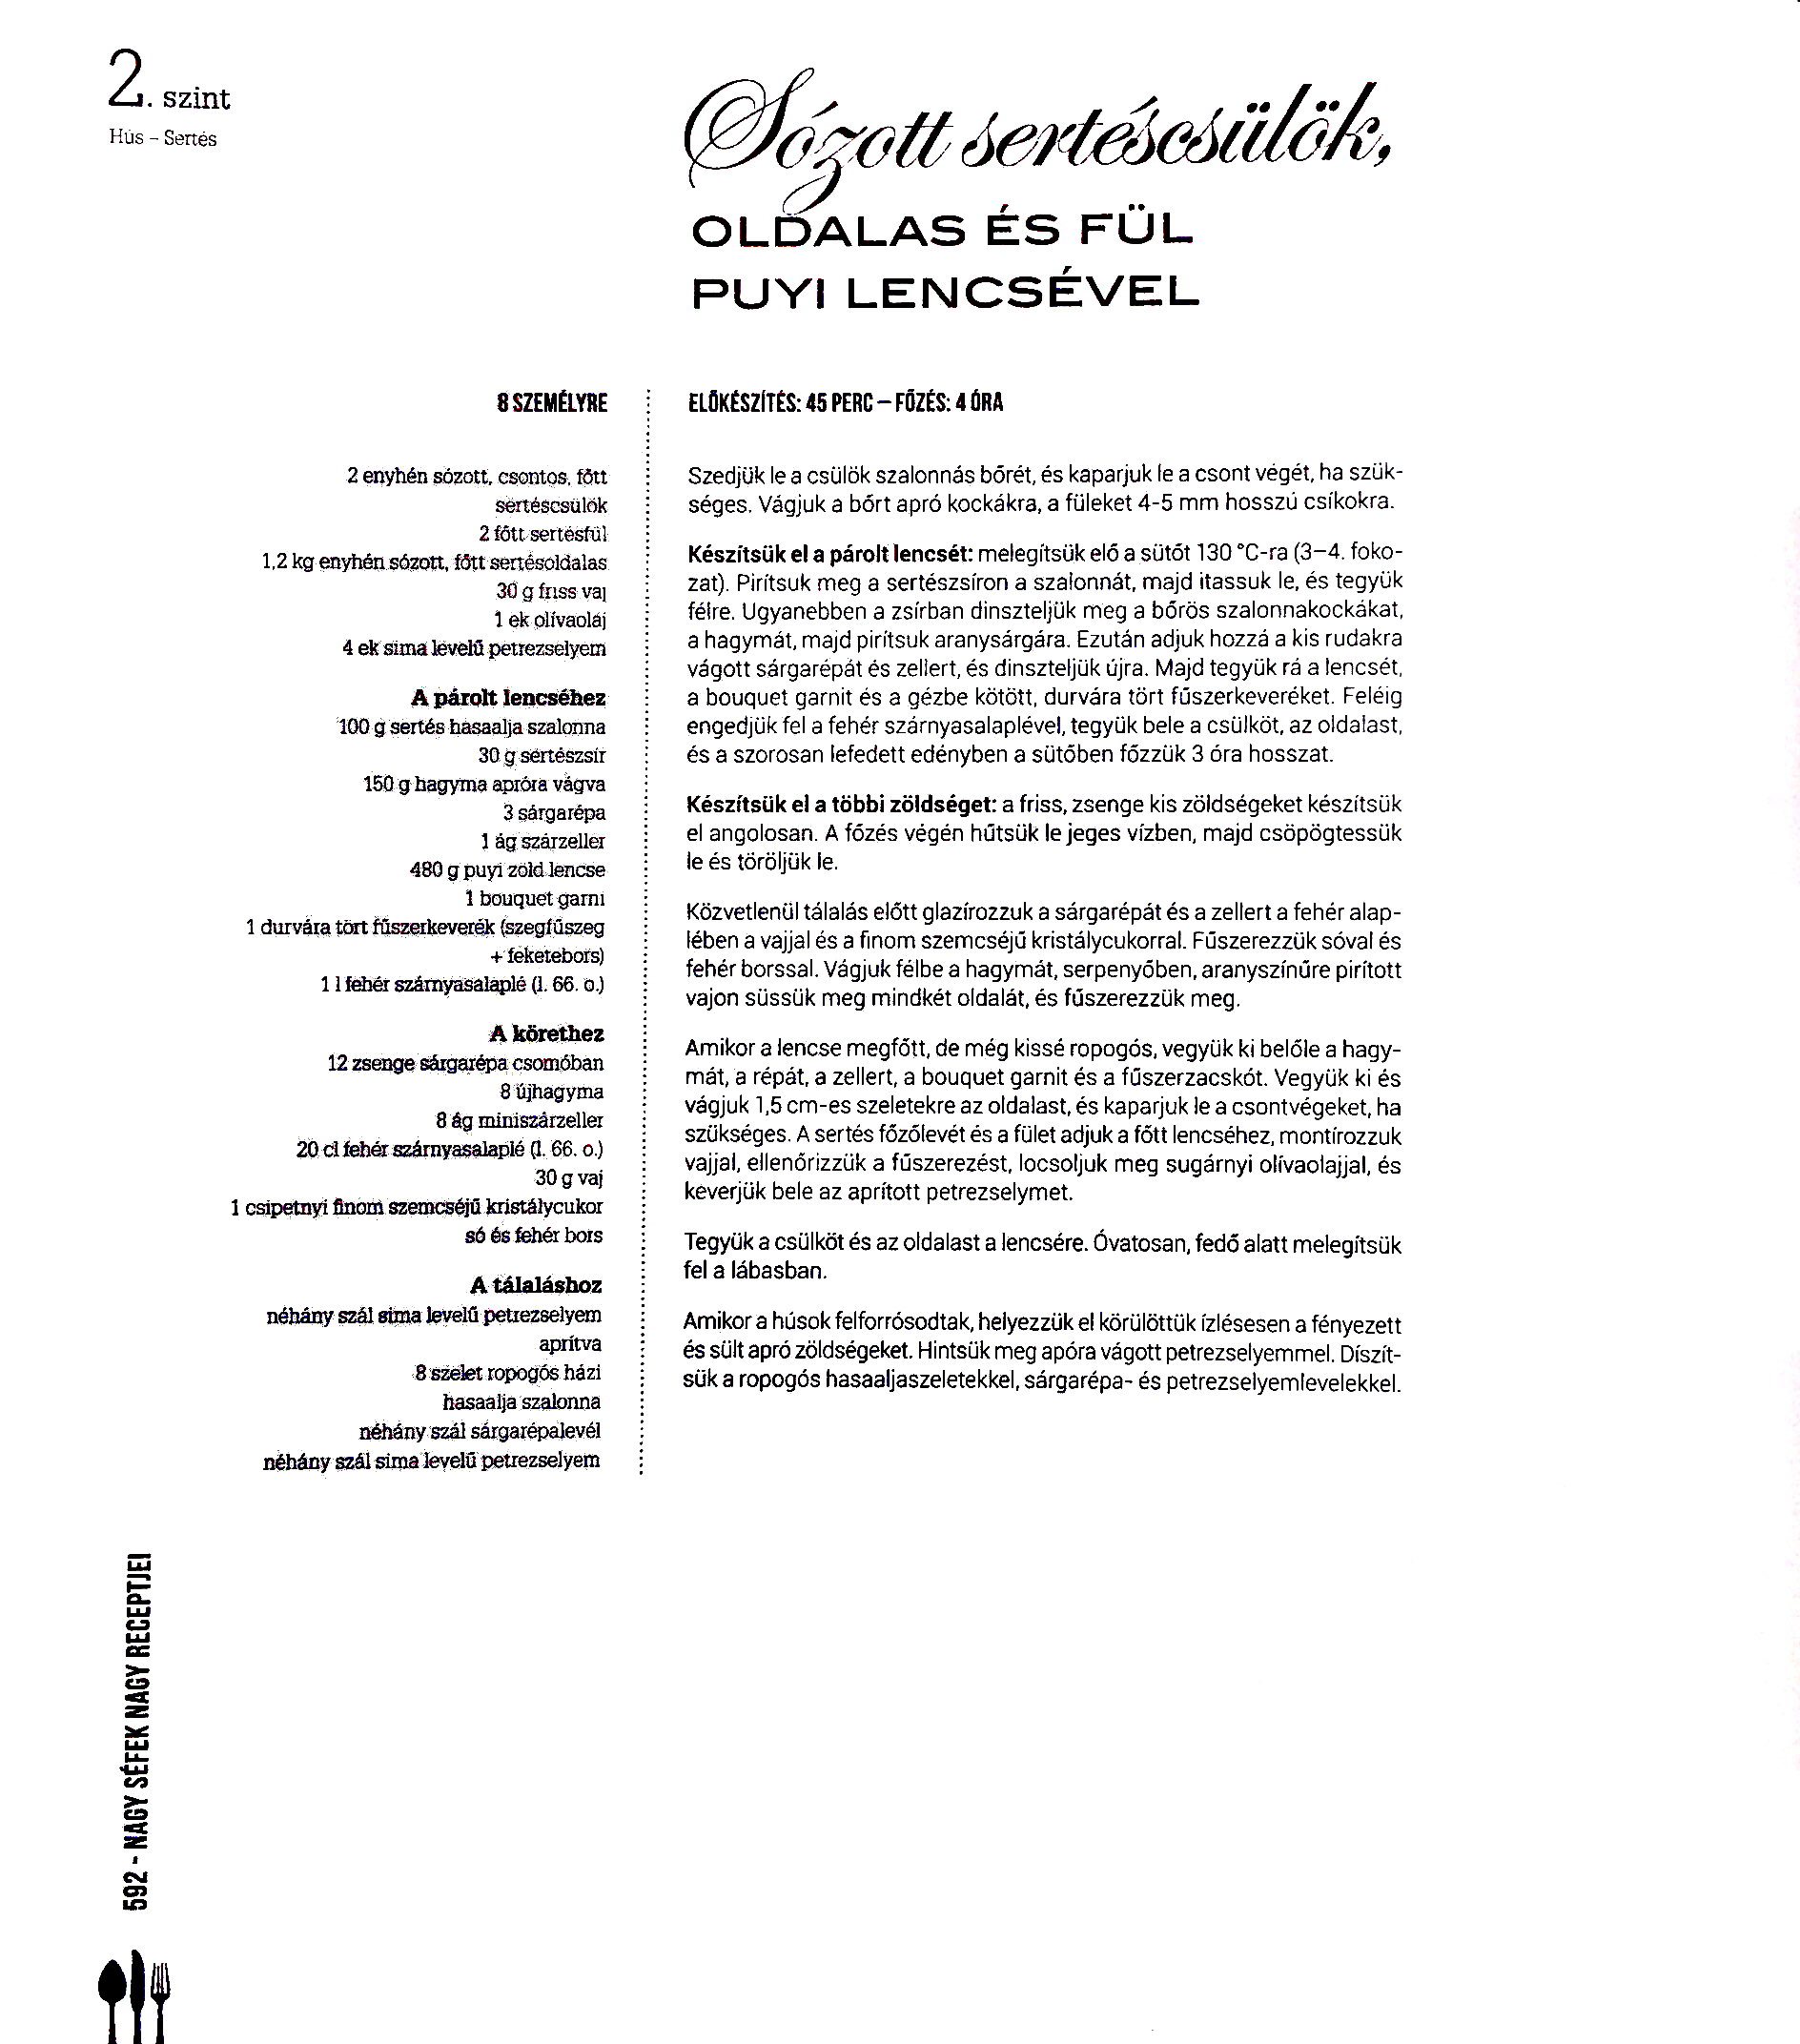 2. szint
Hús – Sertés
Sózott sertéscsülök,
OLDALAS ÉS FÜL
PUYI LENCSÉVEL
8 SZEMÉLYRE
2 enyhén sózott, csontos, főtt
sertéscsülök
2 főtt sertésfül
1,2 kg enyhén sózott, főtt sertésoldalas
30 g friss vaj
1 ek olívaolaj
4 ek sima levelű petrezselyem
A párolt lencséhez
100 g sertés hasaalja szalonna
30 g sertészsír
150 g hagyma apróra vágva
3 sárgarépa
1 ág szárzeller
480 g puyi zöld lencse
1 bouquet garni
1 durvára tört fűszerkeverék (szegfűszeg
+ feketebors)
1 l fehér szárnyasalaplé (l. 66. o.)
A körethez
12 zsenge sárgarépa csomóban
8 újhagyma
8 ág miniszárzeller
20 cl fehér szárnyasalaplé (l. 66. o.)
30 g vaj
1 csipetnyi finom szemcséjű kristálycukor
só és fehér bors
A tálaláshoz
néhány szál sima levelű petrezselyem
aprítva
8 szelet ropogós házi
hasaalja szalonna
néhány szál sárgarépalevél
néhány szál sima levelű petrezselyem
ELŐKÉSZÍTÉS: 45 PERC – FŐZÉS: 4 ÓRA
Szedjük le a csülök szalonnás bőrét, és kaparjuk le a csont végét, ha szük-
séges. Vágjuk a bőrt apró kockákra, a füleket 4-5 mm hosszú csíkokra.
Készítsük el a párolt lencsét: melegítsük elő a sütőt 130 °C-ra (3–4. foko-
zat). Pirítsuk meg a sertészsíron a szalonnát, majd itassuk le, és tegyük
félre. Ugyanebben a zsírban dinszteljük meg a bőrös szalonnakockákat,
a hagymát, majd pirítsuk aranysárgára. Ezután adjuk hozzá a kis rudakra
vágott sárgarépát és zellert, és dinszteljük újra. Majd tegyük rá a lencsét,
a bouquet garnit és a gézbe kötött, durvára tört fűszerkeveréket. Feléig
engedjük fel a fehér szárnyasalaplével, tegyük bele a csülköt, az oldalast,
és a szorosan lefedett edényben a sütőben főzzük 3 óra hosszat.
Készítsük el a többi zöldséget: a friss, zsenge kis zöldségeket készítsük
el angolosan. A főzés végén hűtsük le jeges vízben, majd csöpögtessük
le és töröljük le.
Közvetlenül tálalás előtt glazírozzuk a sárgarépát és a zellert a fehér alap-
lében a vajjal és a finom szemcséjű kristálycukorral. Fűszerezzük sóval és
fehér borssal. Vágjuk félbe a hagymát, serpenyőben, aranyszínűre pirított
vajon süssük meg mindkét oldalát, és fűszerezzük meg.
Amikor a lencse megfőtt, de még kissé ropogós, vegyük ki belőle a hagy-
mát, a répát, a zellert, a bouquet garnit és a fűszerzacskót. Vegyük ki és
vágjuk 1,5 cm-es szeletekre az oldalast, és kaparjuk le a csontvégeket, ha
szükséges. A sertés főzőlevét és a fület adjuk a főtt lencséhez, montírozzuk
vajjal, ellenőrizzük a fűszerezést, locsoljuk meg sugárnyi olívaolajjal, és
keverjük bele az aprított petrezselymet.
Tegyük a csülköt és az oldalast a lencsére. Óvatosan, fedő alatt melegítsük
fel a lábasban.
Amikor a húsok felforrósodtak, helyezzük el körülöttük ízlésesen a fényezett
és sült apró zöldségeket. Hintsük meg apóra vágott petrezselyemmel. Díszít-
sük a ropogós hasaaljaszeletekkel, sárgarépa- és petrezselyemlevelekkel.
592 - NAGY SÉFEK NAGY RECEPTJEI